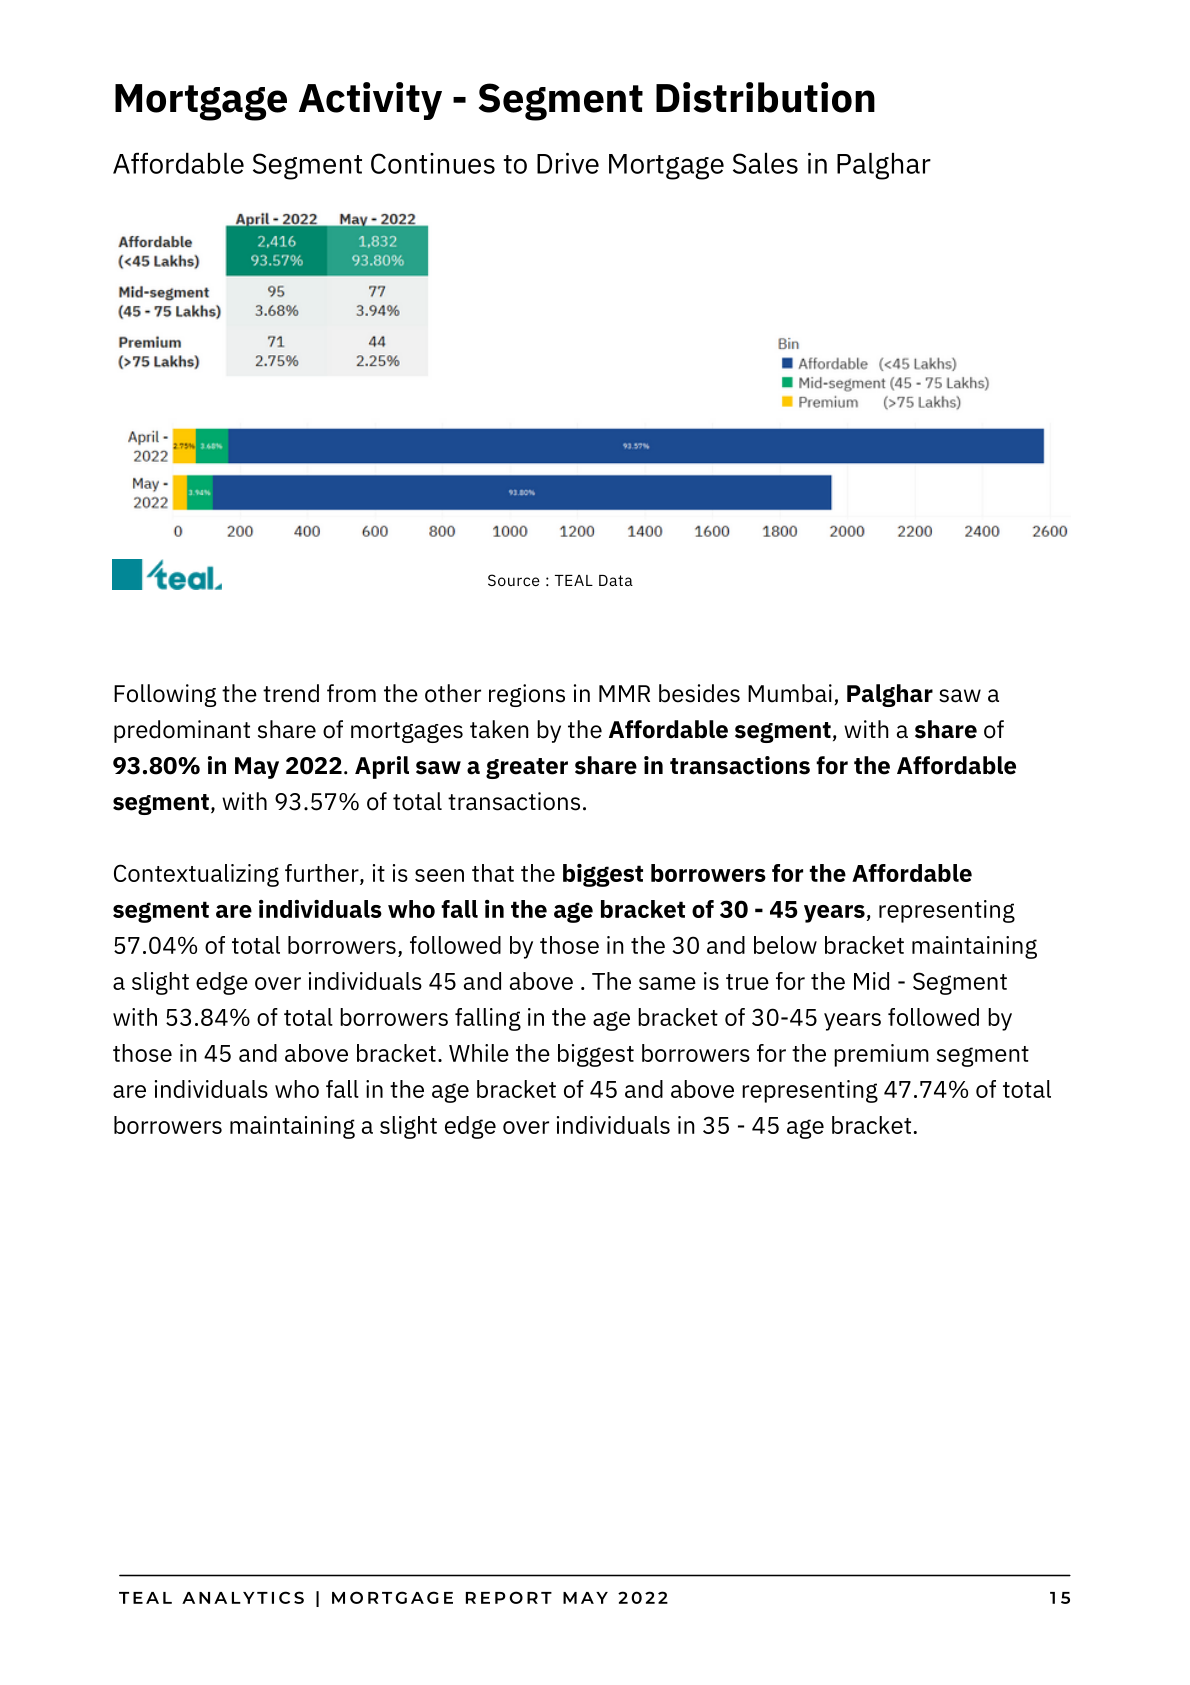 Mortgage Activity - Segment Distribution
Affordable Segment Continues to Drive Mortgage Sales in Palghar
April - 2022 May - 2022
Affordable 2,416 1,832
(<45 Lakhs) 93.57% 93.80%
Mid-segment 95 77
(45 - 75 Lakhs) 3.68% 3.94%
Premium 71 44
(>75 Lakhs) 2.75% 2.25%
Bin
Affordable (<45 Lakhs)
Mid-segment (45 - 75 Lakhs)
Premium (>75 Lakhs)
April -
2022
2.75% 3.68% 93.57%
May -
2022
3.94% 93.80%
0 200 400 600 800 1000 1200 1400 1600 1800 2000 2200 2400 2600
teal.
Source : TEAL Data
Following the trend from the other regions in MMR besides Mumbai, Palghar saw a
predominant share of mortgages taken by the Affordable segment, with a share of
93.80% in May 2022. April saw a greater share in transactions for the Affordable
segment, with 93.57% of total transactions.
Contextualizing further, it is seen that the biggest borrowers for the Affordable
segment are individuals who fall in the age bracket of 30 - 45 years, representing
57.04% of total borrowers, followed by those in the 30 and below bracket maintaining
a slight edge over individuals 45 and above . The same is true for the Mid - Segment
with 53.84% of total borrowers falling in the age bracket of 30-45 years followed by
those in 45 and above bracket. While the biggest borrowers for the premium segment
are individuals who fall in the age bracket of 45 and above representing 47.74% of total
borrowers maintaining a slight edge over individuals in 35 - 45 age bracket.
TEAL ANALYTICS | MORTGAGE REPORT MAY 2022 15